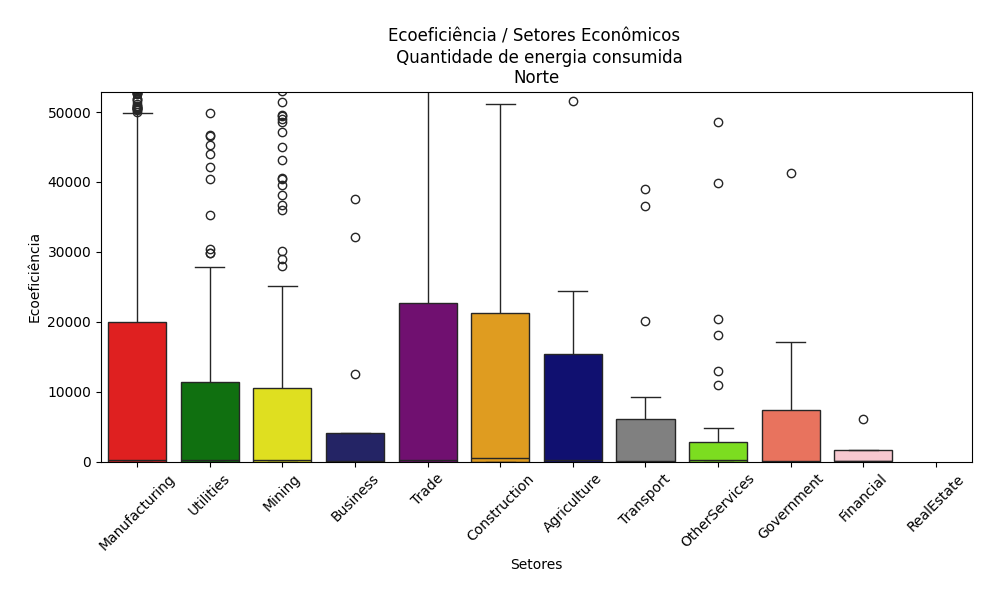 Ecoeficiência / Setores Econômicos
Quantidade de energia consumida
Norte
Ecoeficiência
50000
40000
30000
20000
10000
0
Manufacturing
Utilities
Mining
Business
Trade
Construction
Agriculture
Transport
OtherServices
Government
Financial
RealEstate
Setores